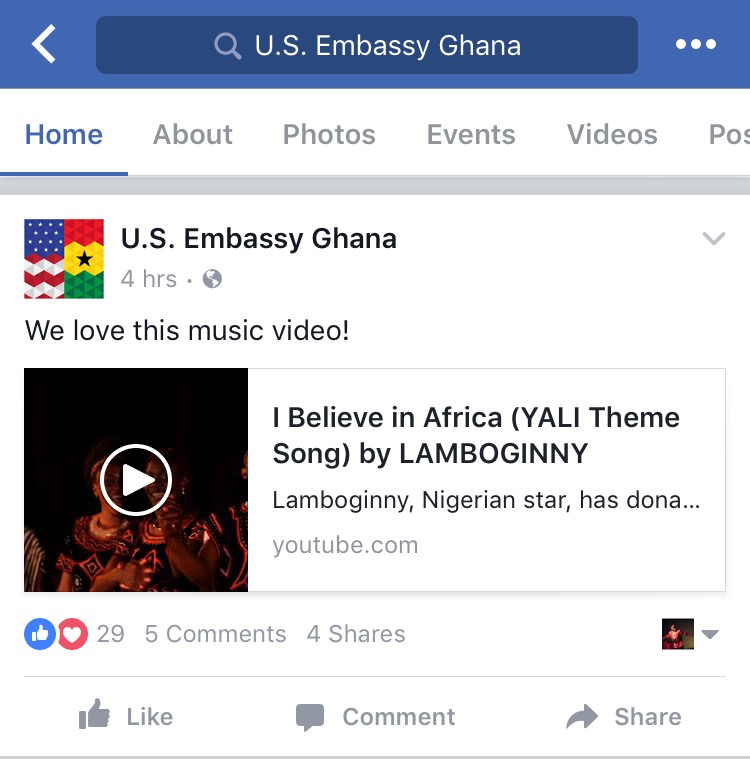 U.S. Embassy Ghana
Home About Photos Events Videos Pos
U.S. Embassy Ghana
4 hrs ·
We love this music video!
I Believe in Africa (YALI Theme
Song) by LAMBOGINNY
Lamboginny, Nigerian star, has dona...
youtube.com
29 5 Comments 4 Shares
Like Comment Share